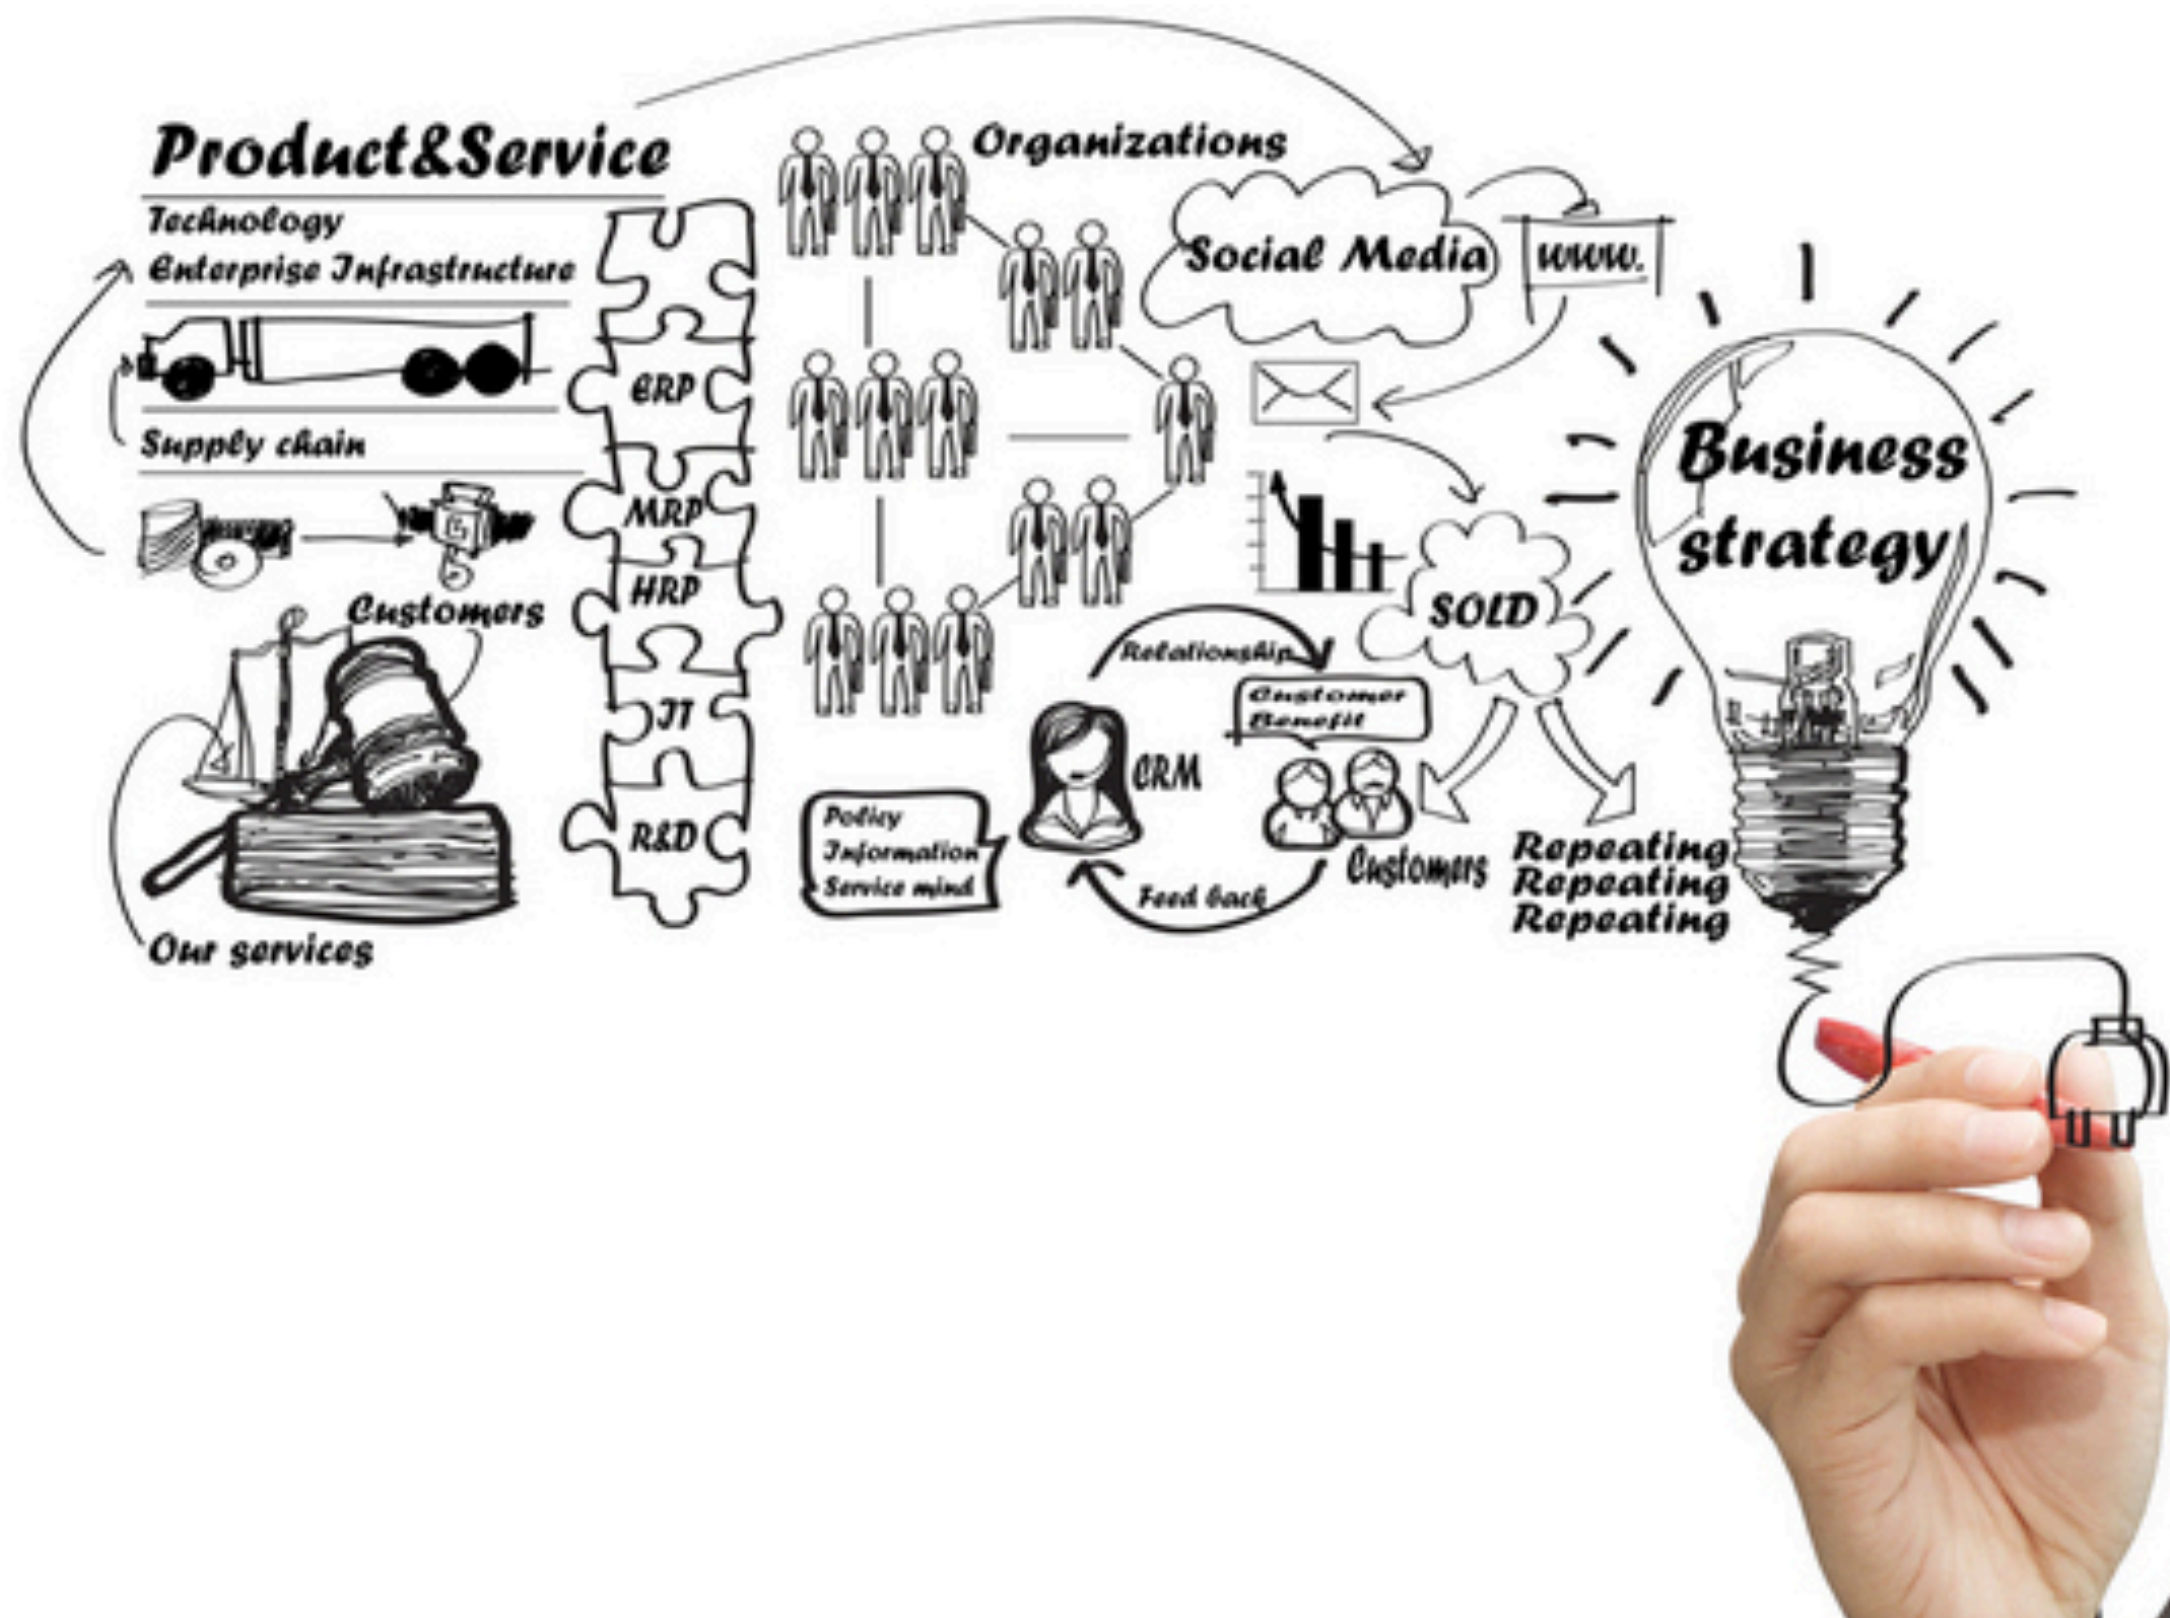 Product&Service
Technology
Enterprise Infrastructure
Supply chain
Customers
Our services
ERP
MRP
HRP
IT
R&D
Organizations
Social Media
www.
SOLD
Relationship
Customer
Benefit
CRM
Policy
Information
Service mind
Feed back
Customers
Repeating
Repeating
Repeating
Business
strategy